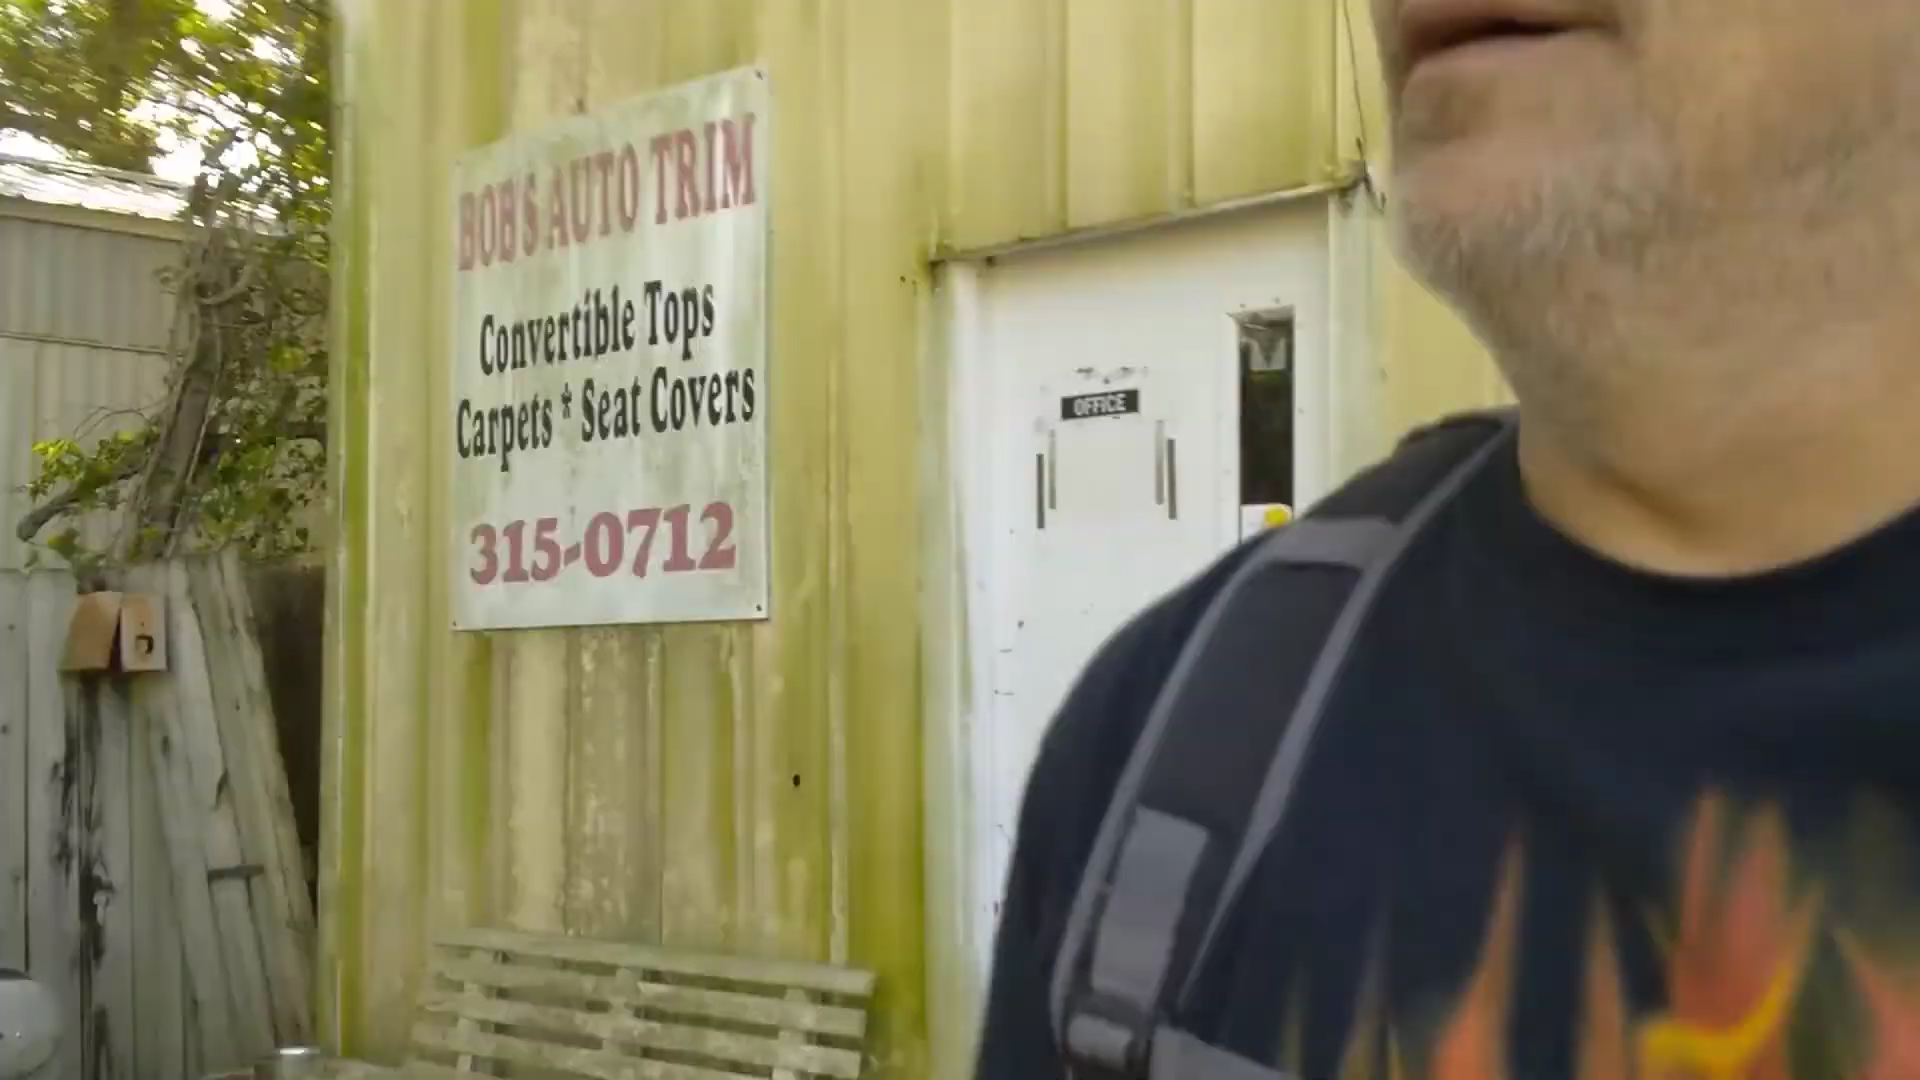 BOB'S AUTO TRIM
Convertible Tops
Carpets * Seat Covers
315-0712
OFFICE